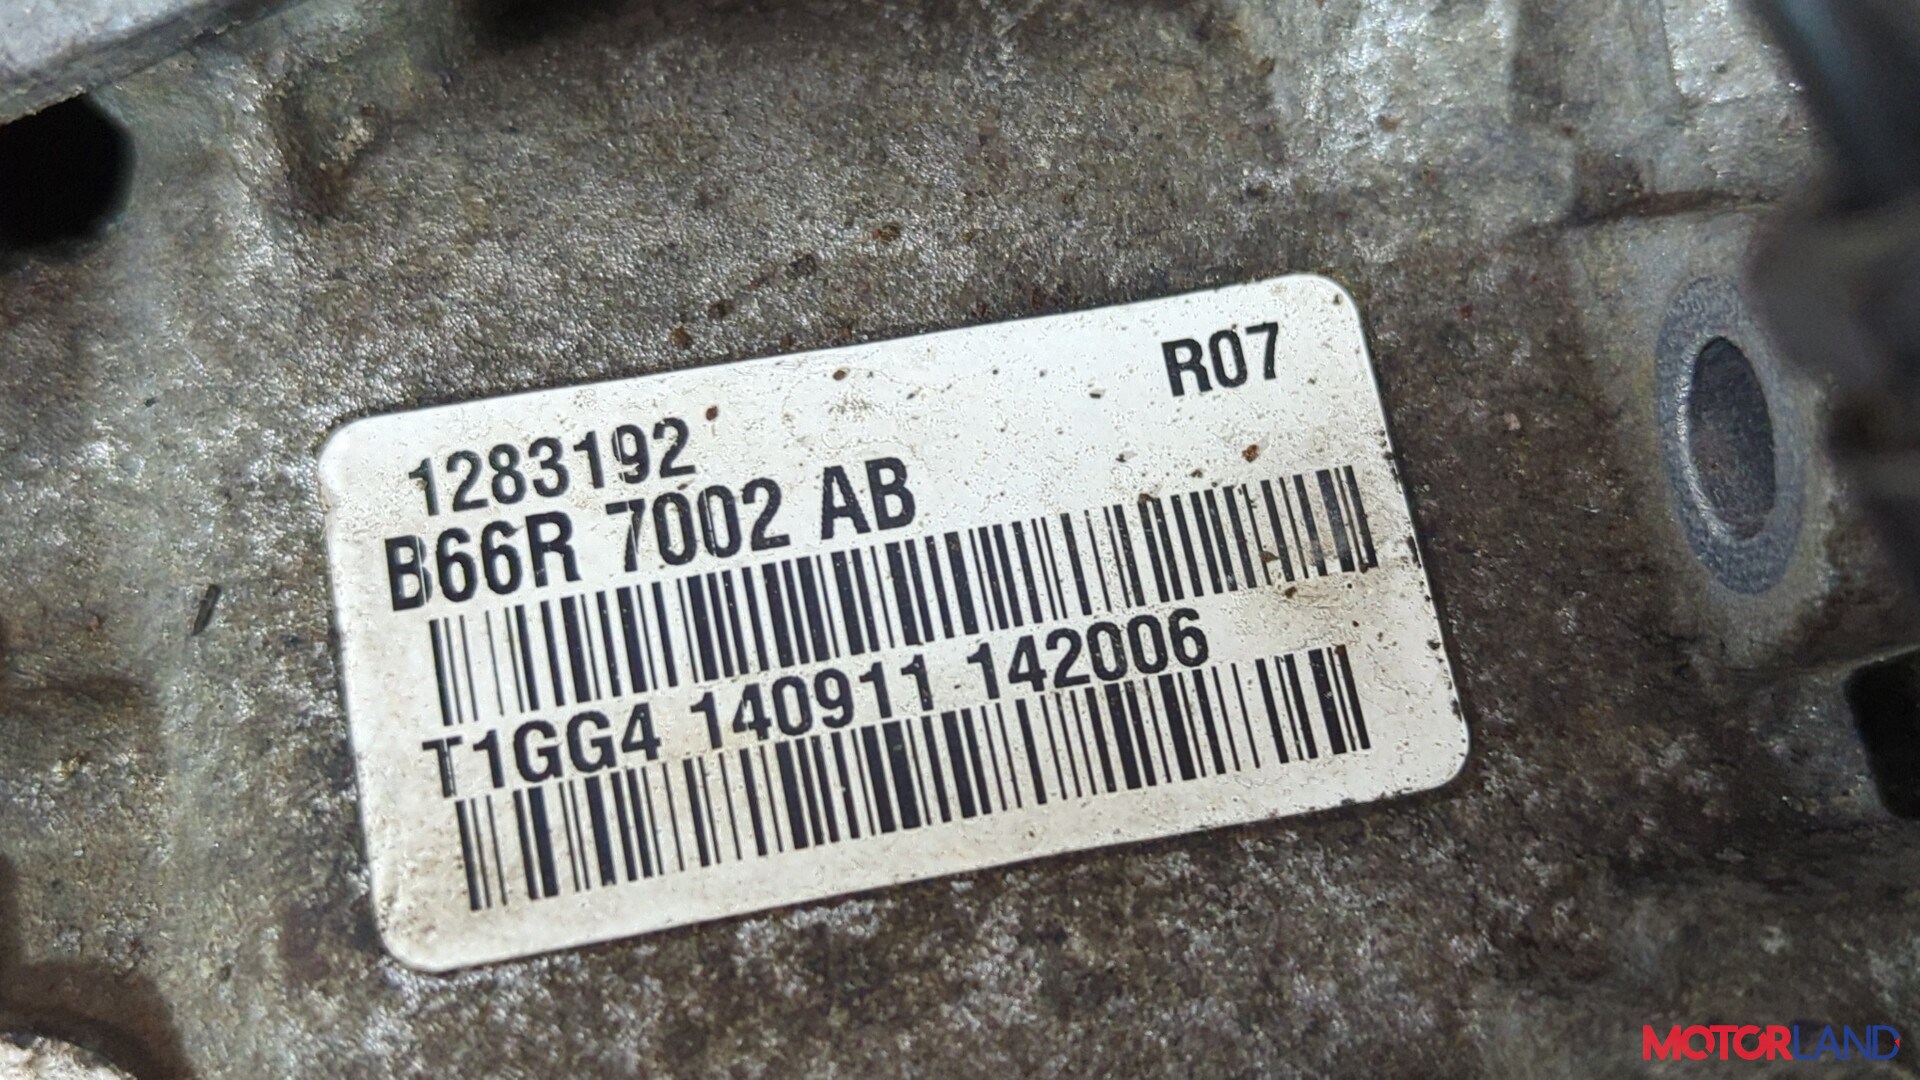 R07
1283192
B66R 7002 AB
T1GG4 140911 142006
MOTORLAND